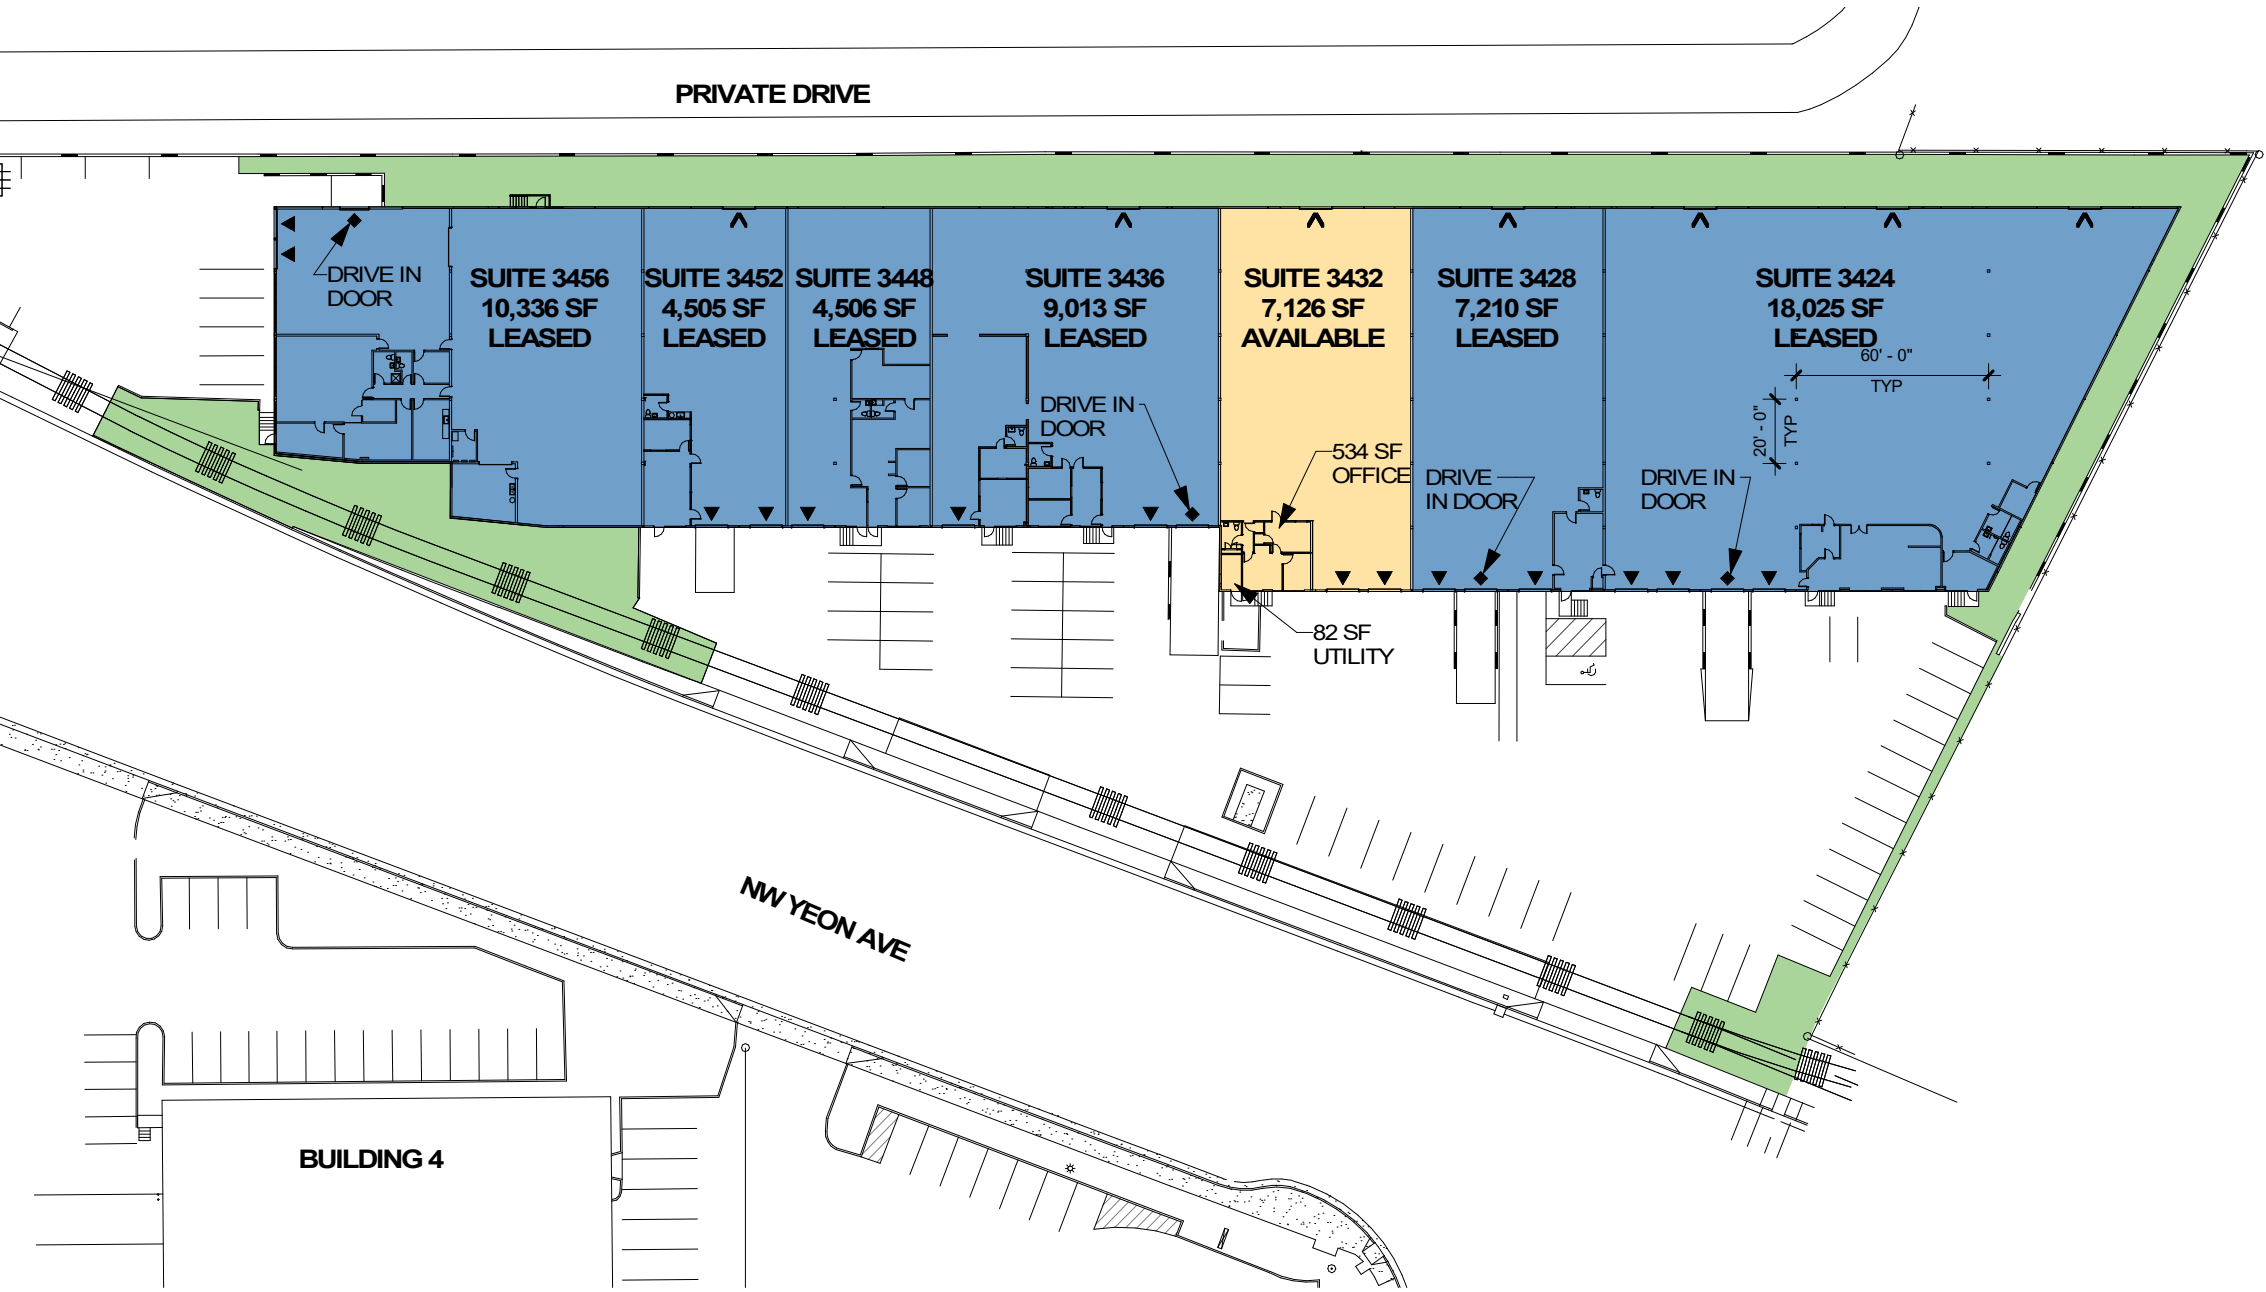 PRIVATE DRIVE
DRIVE IN
DOOR
SUITE 3456
10,336 SF
LEASED
SUITE 3452
4,505 SF
LEASED
SUITE 3448
4,506 SF
LEASED
SUITE 3436
9,013 SF
LEASED
DRIVE IN
DOOR
SUITE 3432
7,126 SF
AVAILABLE
534 SF
OFFICE
82 SF
UTILITY
SUITE 3428
7,210 SF
LEASED
DRIVE
IN DOOR
SUITE 3424
18,025 SF
LEASED
60' - 0"
TYP
20' - 0"
TYP
DRIVE IN
DOOR
NW YEON AVE
BUILDING 4